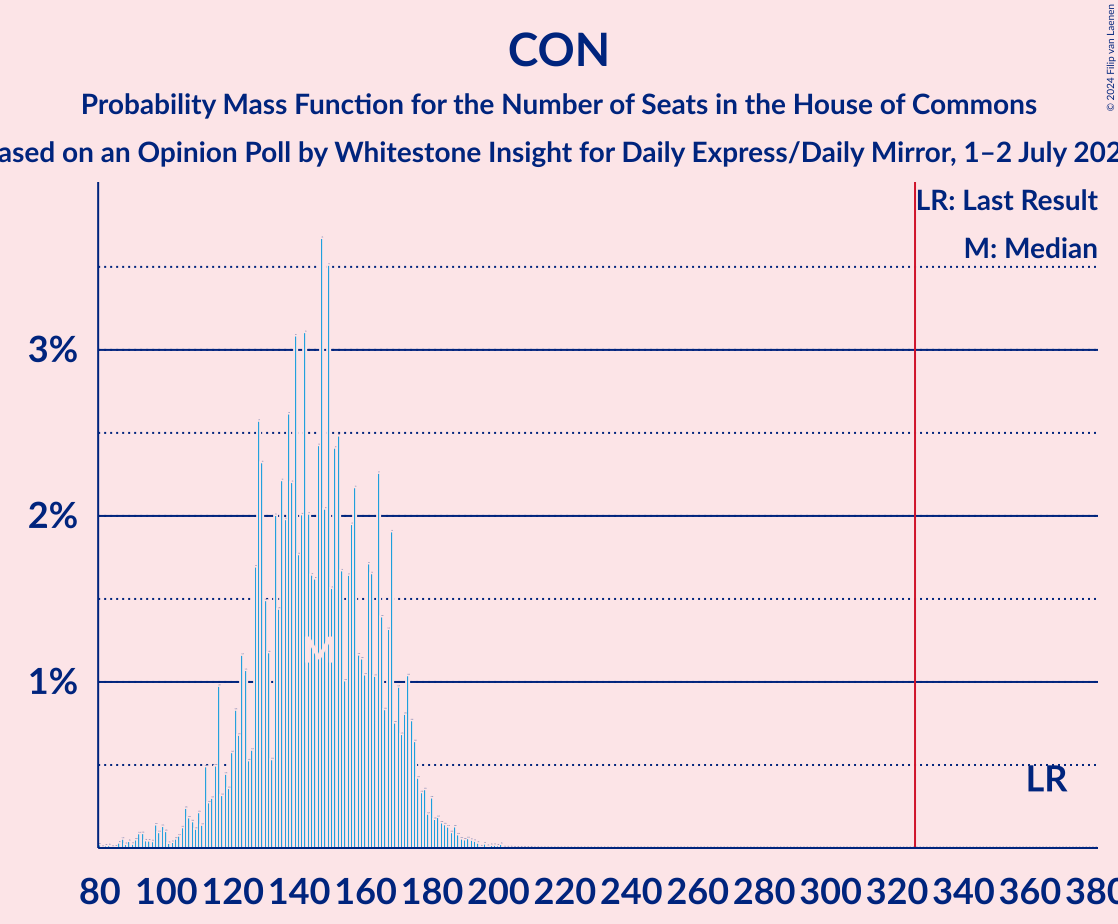 CON
Probability Mass Function for the Number of Seats in the House of Commons
ased on an Opinion Poll by Whitestone Insight for Daily Express/Daily Mirror, 1–2 July 202
© 2024 Filip van Laenen
LR: Last Result
M: Median
3%
2%
1%
M
LR
80 100 120 140 160 180 200 220 240 260 280 300 320 340 360 380